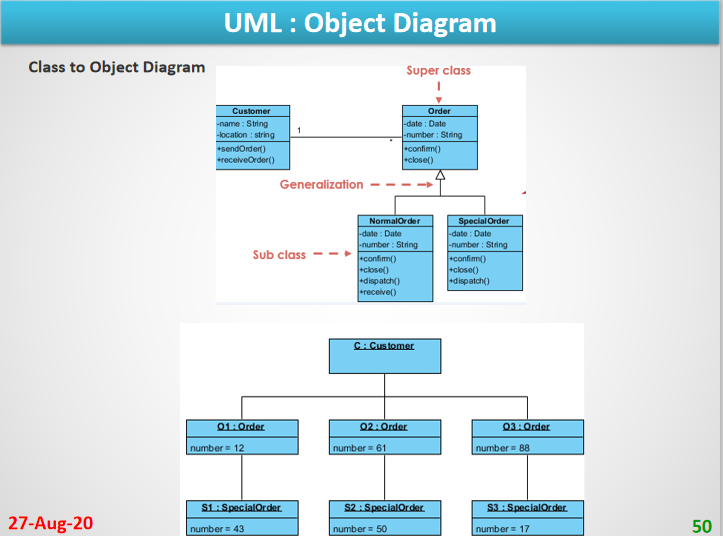 UML : Object Diagram
Class to Object Diagram
Super class
Customer
-name : String
-location : string
+sendOrder()
+receiveOrder()
1
*
Order
-date : Date
-number : String
+confirm()
+close()
Generalization
Sub class
NormalOrder
-date : Date
-number : String
+confirm()
+close()
+dispatch()
+receive()
SpecialOrder
-date : Date
-number : String
+confirm()
+close()
+dispatch()
C : Customer
O1 : Order
number = 12
O2 : Order
number = 61
O3 : Order
number = 88
S1 : SpecialOrder
number = 43
S2 : SpecialOrder
number = 50
S3 : SpecialOrder
number = 17
27-Aug-20
50